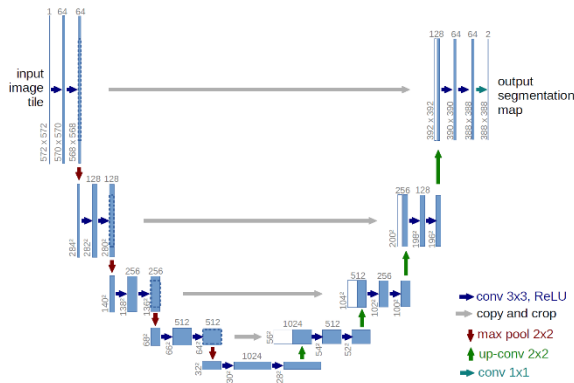 1 64 64
128 64 64 2
input
image
tile
output
segmentation
map
572 x 572
570 x 570
568 x 568
392 x 392
390 x 390
388 x 388
388 x 388
128 128
256 128
284²
282²
280²
200²
198²
196²
256 256
512 256
140²
138²
136²
104²
102²
100²
512 512
1024 512
68²
66²
64²
56²
54²
52²
1024
32²
30²
28²
conv 3x3, ReLU
copy and crop
max pool 2x2
up-conv 2x2
conv 1x1